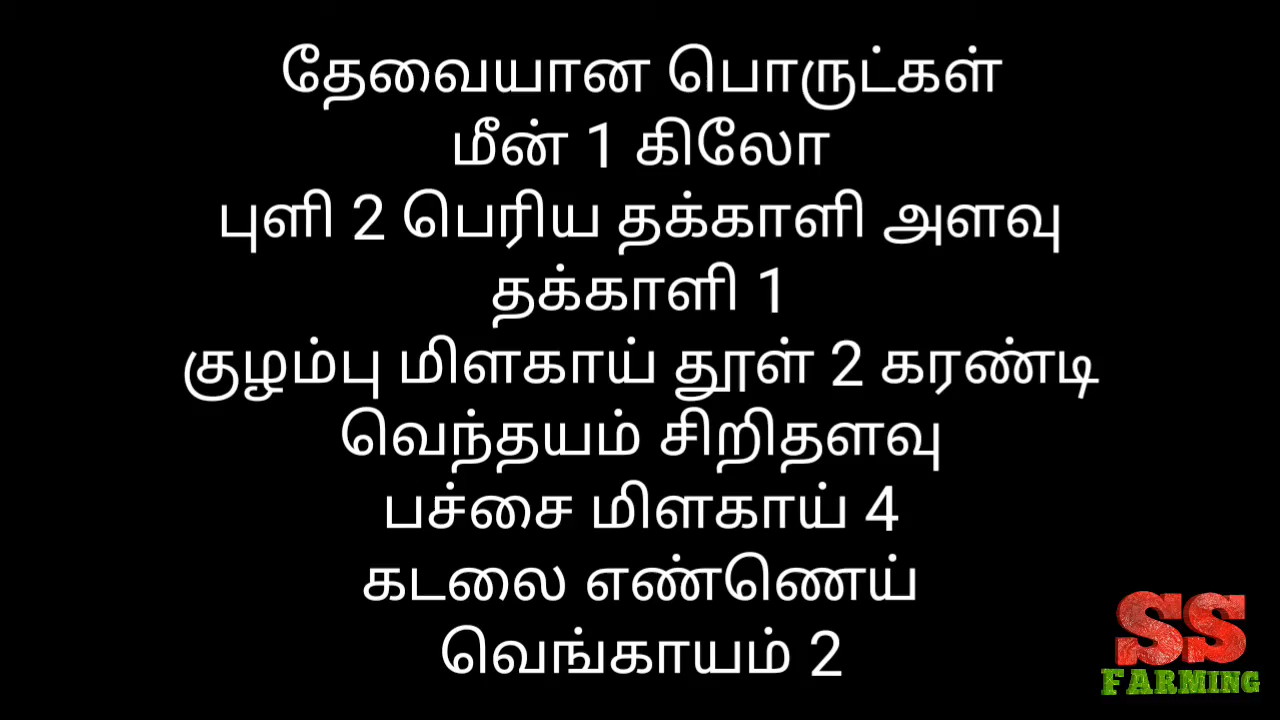 தேவையான பொருட்கள்
மீன் 1 கிலோ
புளி 2 பெரிய தக்காளி அளவு
தக்காளி 1
குழம்பு மிளகாய் தூள் 2 கரண்டி
வெந்தயம் சிறிதளவு
பச்சை மிளகாய் 4
கடலை எண்ணெய்
வெங்காயம் 2
SS
FARMING